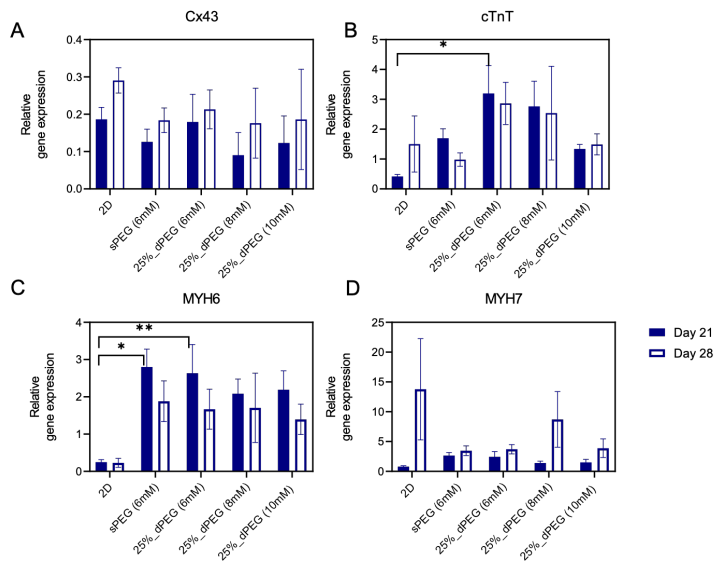 A
Cx43
Relative
gene expression
0.4
0.3
0.2
0.1
0.0
2D
sPEG (6mM)
25%_dPEG (6mM)
25%_dPEG (8mM)
25%_dPEG (10mM)
B
cTnT
Relative
gene expression
5
4
3
2
1
0
*
2D
sPEG (6mM)
25%_dPEG (6mM)
25%_dPEG (8mM)
25%_dPEG (10mM)
C
MYH6
Relative
gene expression
4
3
2
1
0
**
*
2D
sPEG (6mM)
25%_dPEG (6mM)
25%_dPEG (8mM)
25%_dPEG (10mM)
D
MYH7
Relative
gene expression
25
20
15
10
5
0
2D
sPEG (6mM)
25%_dPEG (6mM)
25%_dPEG (8mM)
25%_dPEG (10mM)
Day 21
Day 28